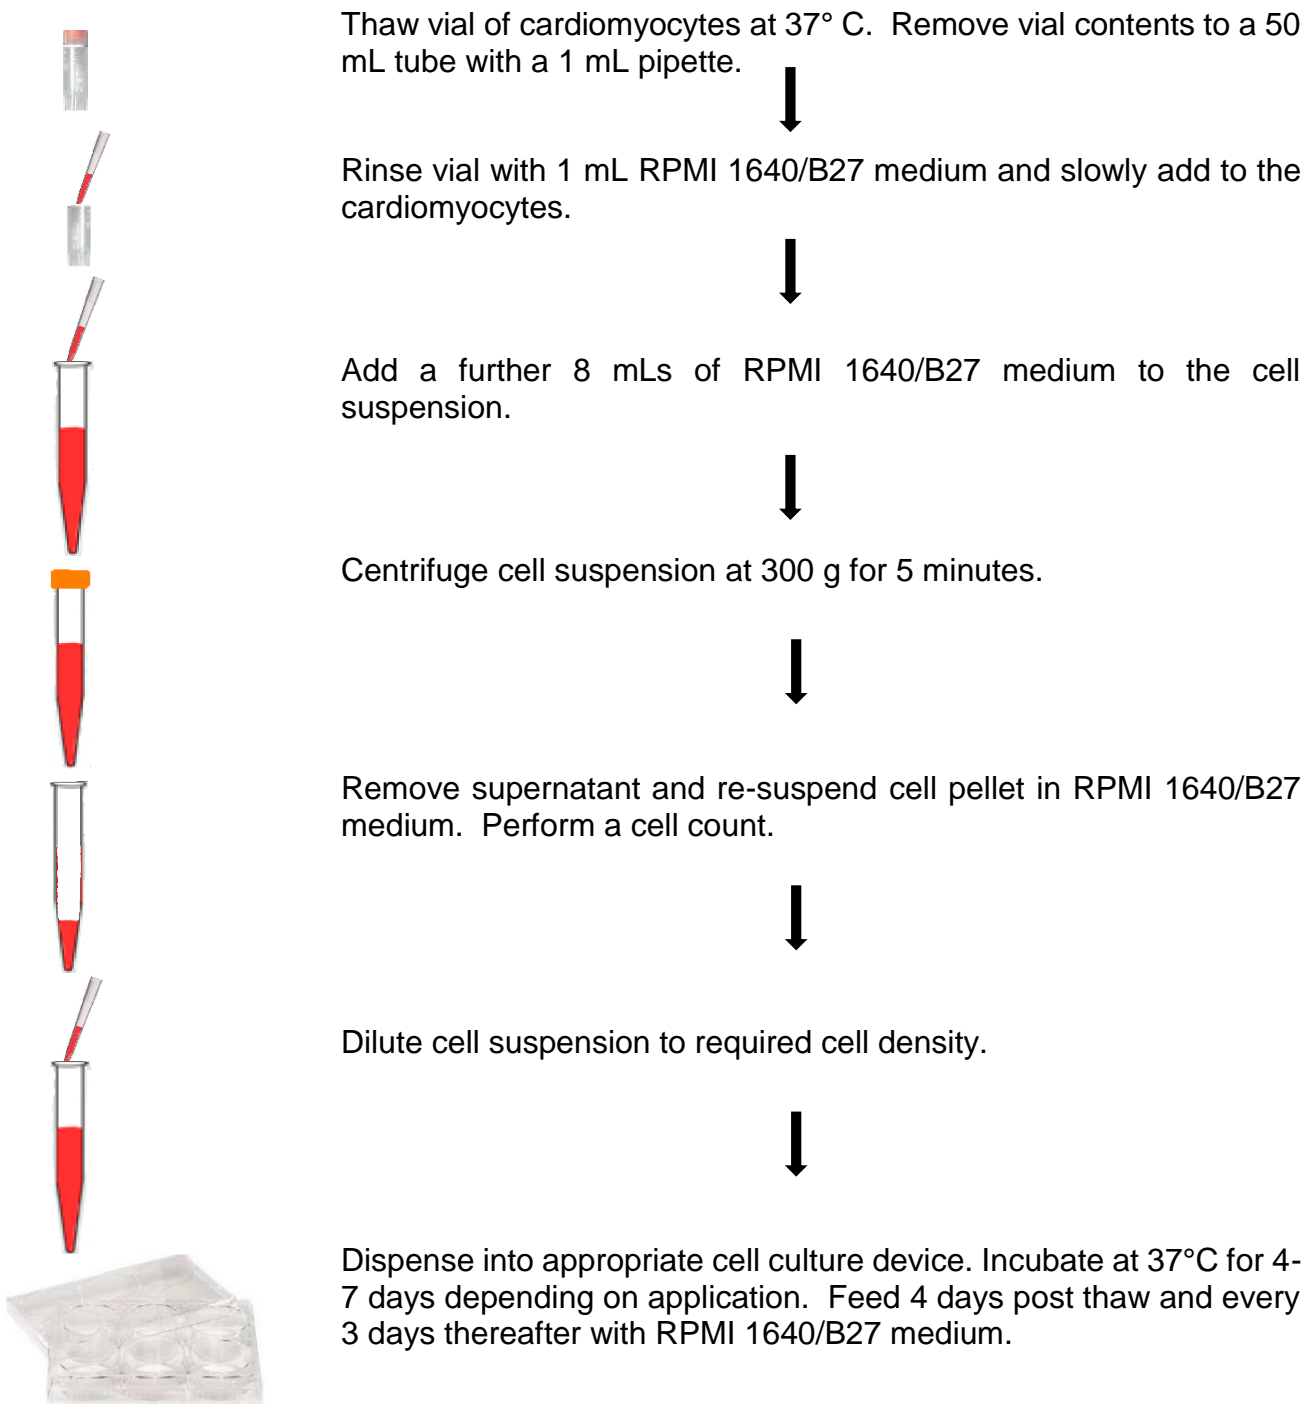 Thaw vial of cardiomyocytes at 37° C.  Remove vial contents to a 50
mL tube with a 1 mL pipette.
Rinse vial with 1 mL RPMI 1640/B27 medium and slowly add to the
cardiomyocytes.
Add a further 8 mLs of RPMI 1640/B27 medium to the cell
suspension.
Centrifuge cell suspension at 300 g for 5 minutes.
Remove supernatant and re-suspend cell pellet in RPMI 1640/B27
medium.  Perform a cell count.
Dilute cell suspension to required cell density.
Dispense into appropriate cell culture device. Incubate at 37°C for 4-
7 days depending on application.  Feed 4 days post thaw and every
3 days thereafter with RPMI 1640/B27 medium.